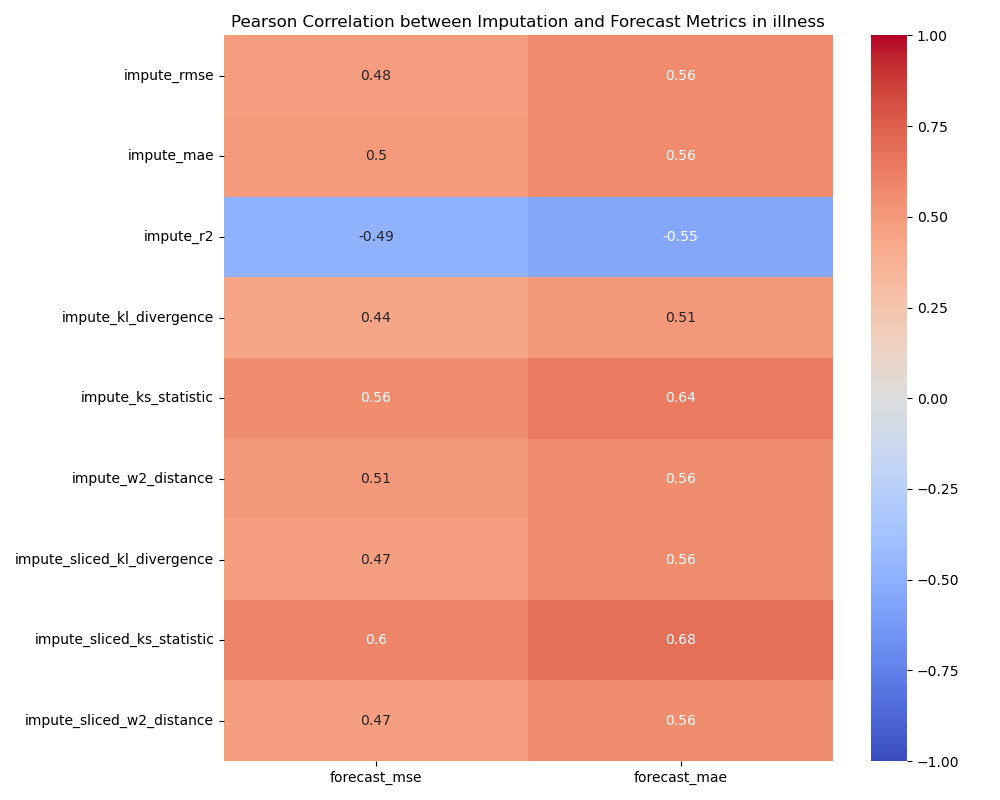 Pearson Correlation between Imputation and Forecast Metrics in illness
impute_rmse 0.48 0.56
impute_mae 0.5 0.56
impute_r2 -0.49 -0.55
impute_kl_divergence 0.44 0.51
impute_ks_statistic 0.56 0.64
impute_w2_distance 0.51 0.56
impute_sliced_kl_divergence 0.47 0.56
impute_sliced_ks_statistic 0.6 0.68
impute_sliced_w2_distance 0.47 0.56
forecast_mse forecast_mae
1.00
0.75
0.50
0.25
0.00
−0.25
−0.50
−0.75
−1.00